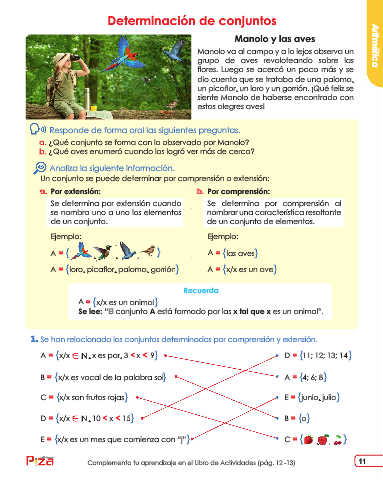 Determinación de conjuntos
Aritmética
Manolo y las aves
Manolo va al campo y a lo lejos observa un
grupo de aves revoloteando sobre las
flores. Luego se acercó un poco más y se
dio cuenta que se trataba de una paloma,
un picaflor, un loro y un gorrión. ¡Qué feliz se
siente Manolo de haberse encontrado con
estas alegres aves!
Responde de forma oral las siguientes preguntas.
a. ¿Qué conjunto se forma con lo observado por Manolo?
b. ¿Qué aves enumeró cuando las logró ver más de cerca?
Analiza la siguiente información.
Un conjunto se puede determinar por comprensión o extensión:
a. Por extensión:
Se determina por extensión cuando
se nombra uno a uno los elementos
de un conjunto.
Ejemplo:
A = { , , , }
A = {loro, picaflor, paloma, gorrión}
b. Por comprensión:
Se determina por comprensión al
nombrar una característica resaltante
de un conjunto de elementos.
Ejemplo:
A = {las aves}
A = {x/x es un ave}
Recuerda
A = {x/x es un animal}
Se lee: "El conjunto A está formado por las x tal que x es un animal".
1. Se han relacionado los conjuntos determinados por comprensión y extensión.
A = {x/x ∈ N, x es par, 3 < x < 9}
D = {11; 12; 13; 14}
B = {x/x es vocal de la palabra sol}
A = {4; 6; 8}
C = {x/x son frutas rojas}
E = {junio, julio}
D = {x/x ∈ N, 10 < x < 15}
B = {o}
E = {x/x es un mes que comienza con "j"}
C = { , , }
Complementa tu aprendizaje en el Libro de Actividades (pág. 12 -13)
11